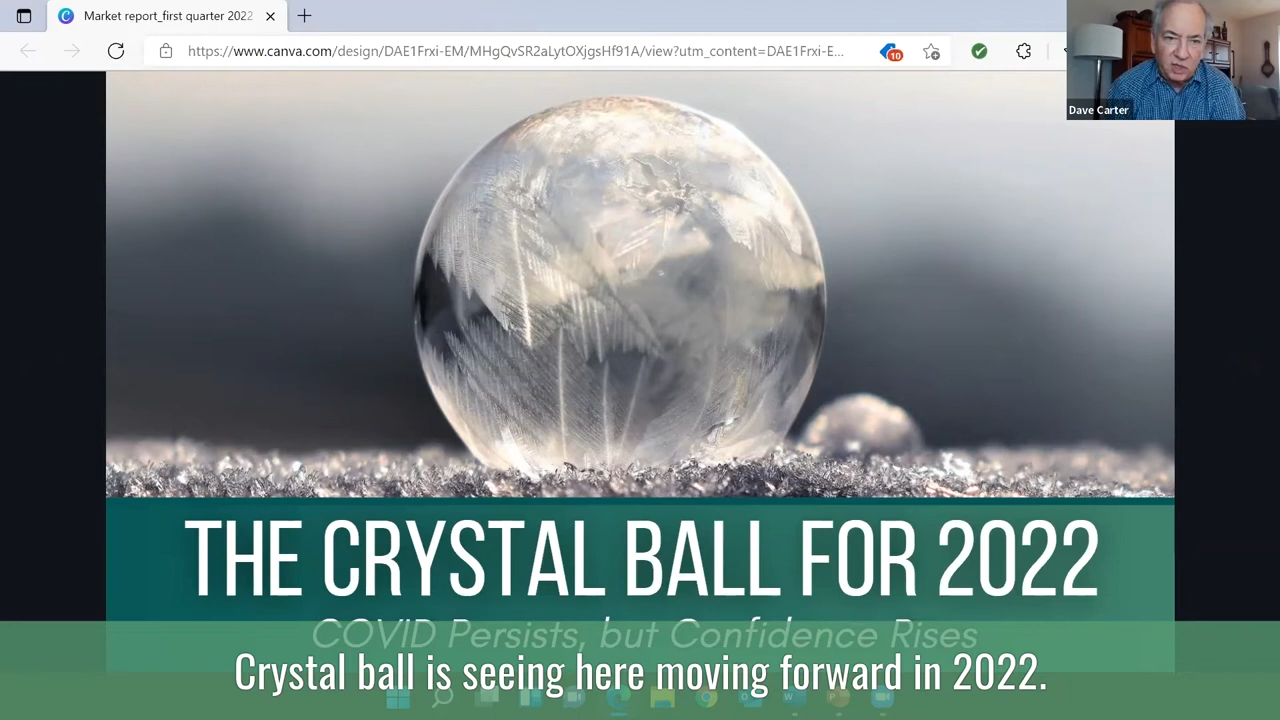 Market report_first quarter 2022
https://www.canva.com/design/DAE1Frxi-EM/MHgQvSR2aLytOXjgsHf91A/view?utm_content=DAE1Frxi-E...
10
Dave Carter
THE CRYSTAL BALL FOR 2022
COVID Persists, but Confidence Rises
Crystal ball is seeing here moving forward in 2022.